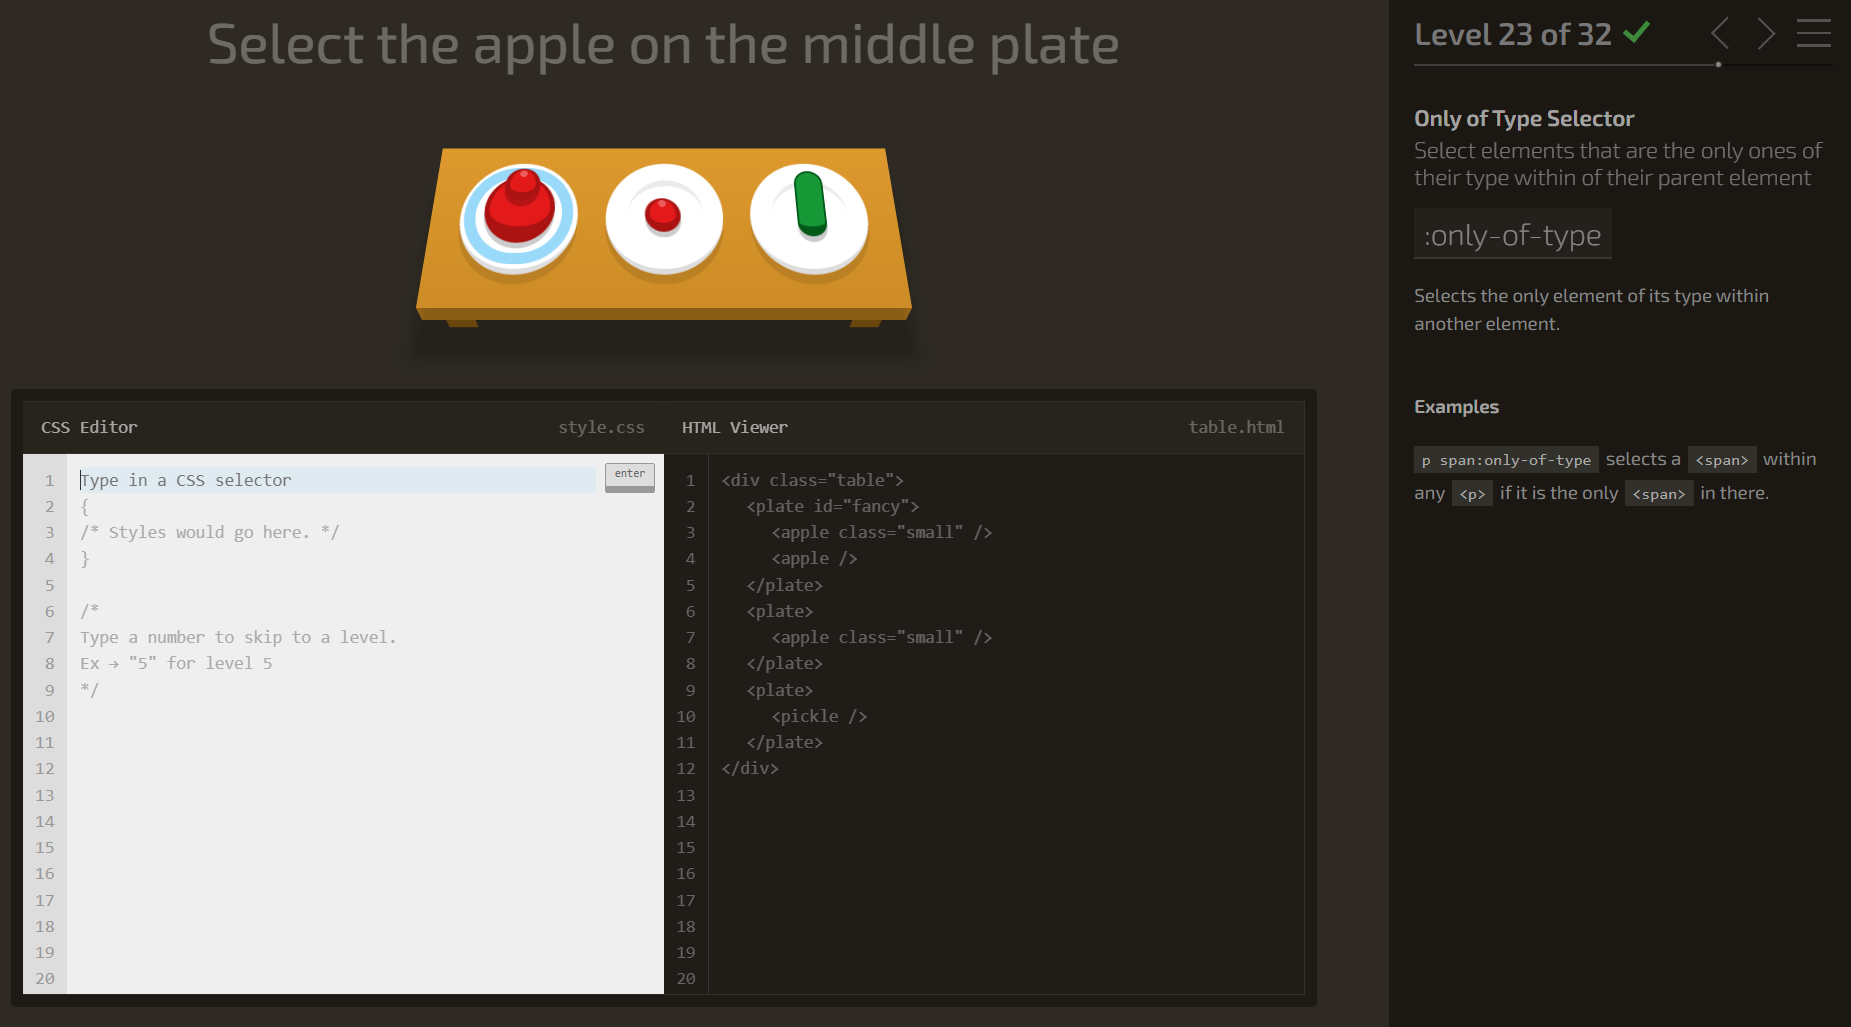 Select the apple on the middle plate
Level 23 of 32
Only of Type Selector
Select elements that are the only ones of
their type within of their parent element
:only-of-type
Selects the only element of its type within
another element.
Examples
p span:only-of-type selects a <span> within
any <p> if it is the only <span> in there.
CSS Editor style.css
1 Type in a CSS selector enter
2 {
3 /* Styles would go here. */
4 }
5
6 /*
7 Type a number to skip to a level.
8 Ex → "5" for level 5
9 */
10
11
12
13
14
15
16
17
18
19
20
HTML Viewer table.html
1 <div class="table">
2 <plate id="fancy">
3 <apple class="small" />
4 <apple />
5 </plate>
6 <plate>
7 <apple class="small" />
8 </plate>
9 <plate>
10 <pickle />
11 </plate>
12 </div>
13
14
15
16
17
18
19
20